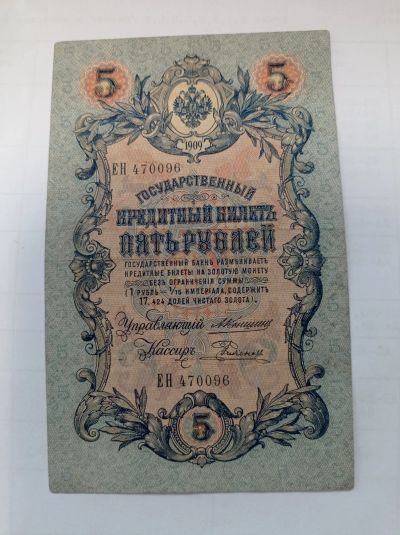 5 5
1909
ЕН 470096
ГОСУДАРСТВЕННЫЙ
КРЕДИТНЫЙ БИЛЕТЪ
ПЯТЬ РУБЛЕЙ
ГОСУДАРСТВЕННЫЙ БАНКЪ РАЗМѢНИВАЕТЪ
КРЕДИТНЫЕ БИЛЕТЫ НА ЗОЛОТУЮ МОНЕТУ
БЕЗЪ ОГРАНИЧЕНІЯ СУММЫ
(1 РУБЛЬ = 1/15 ИМПЕРІАЛА, СОДЕРЖИТЪ
17,424 ДОЛЕЙ ЧИСТАГО ЗОЛОТА).
Управляющій
Кассиръ
ЕН 470096
5